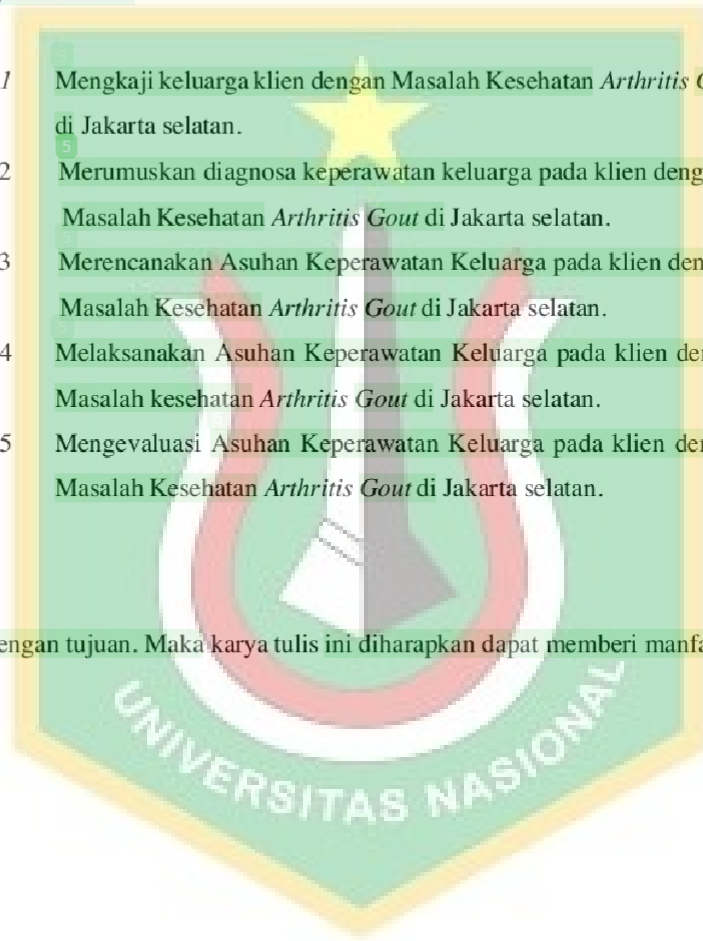 1 Mengkaji keluarga klien dengan Masalah Kesehatan Arthritis
di Jakarta selatan.
5
2 Merumuskan diagnosa keperawatan keluarga pada klien deng
Masalah Kesehatan Arthritis Gout di Jakarta selatan.
3 Merencanakan Asuhan Keperawatan Keluarga pada klien den
Masalah Kesehatan Arthritis Gout di Jakarta selatan.
4 Melaksanakan Asuhan Keperawatan Keluarga pada klien der
Masalah kesehatan Arthritis Gout di Jakarta selatan.
5 Mengevaluasi Asuhan Keperawatan Keluarga pada klien der
Masalah Kesehatan Arthritis Gout di Jakarta selatan.
engan tujuan. Maka karya tulis ini diharapkan dapat memberi manfa
UNIVERSITAS NASIONAL